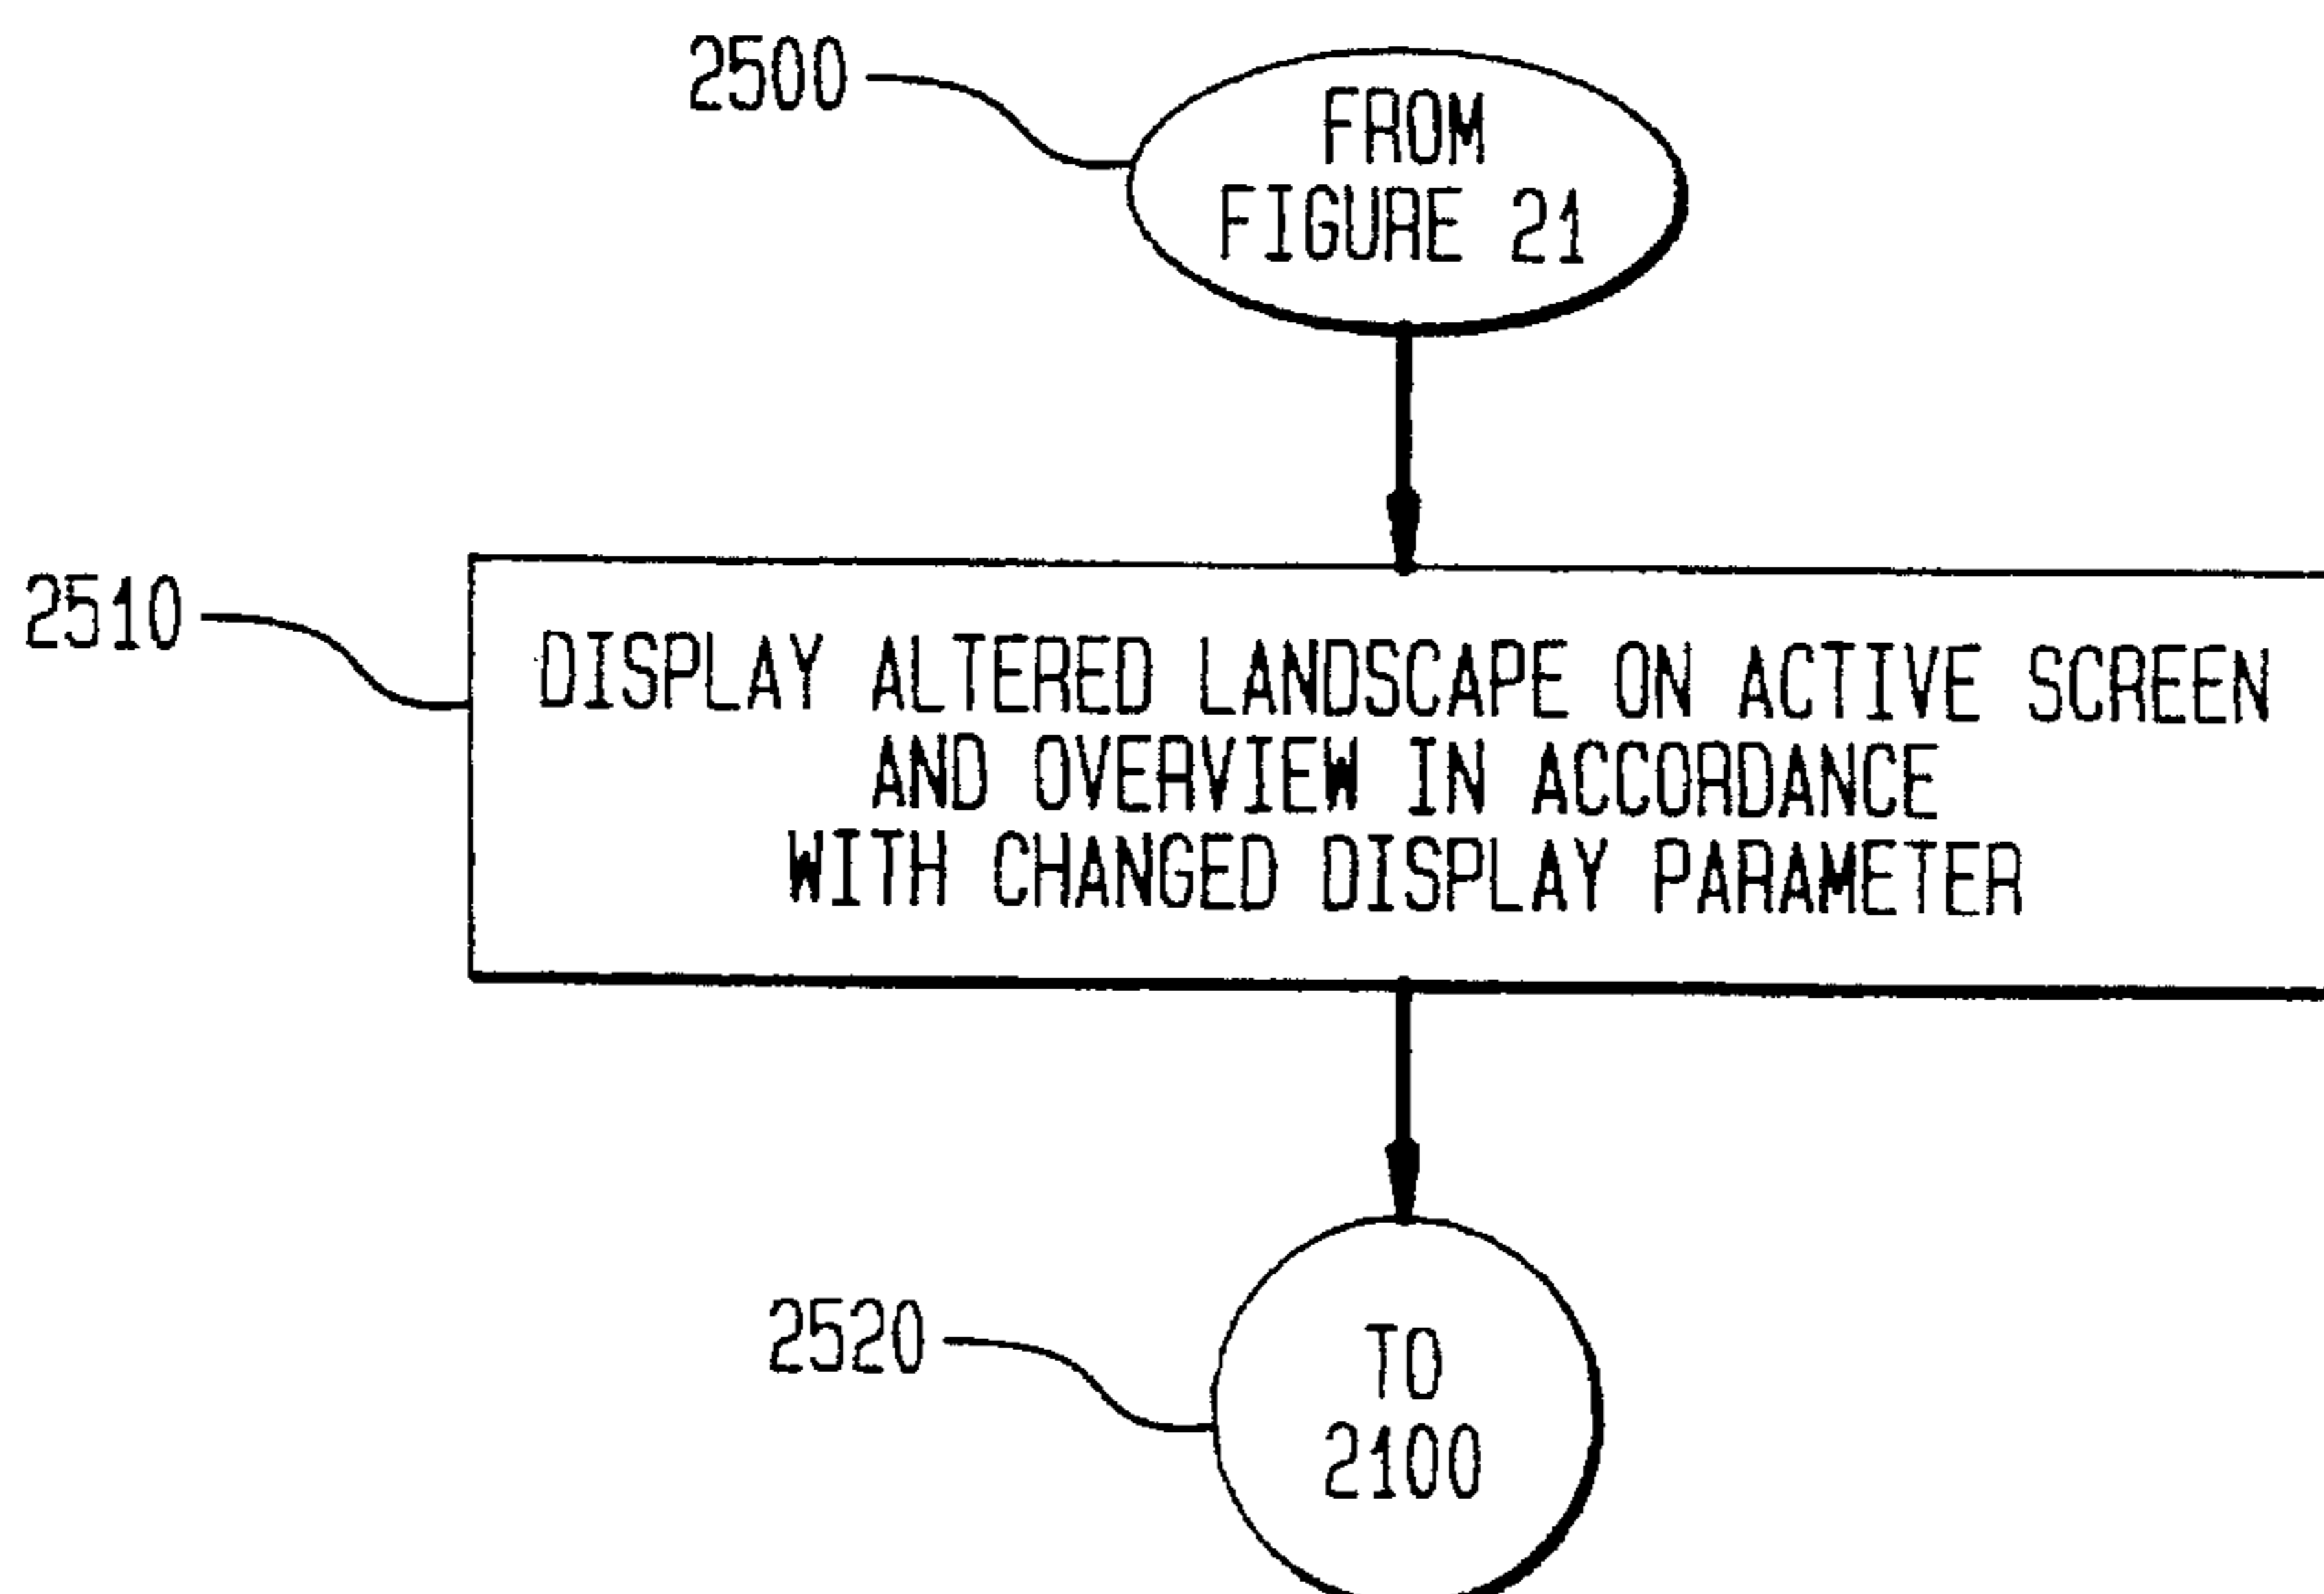 2500
FROM
FIGURE 21
2510
DISPLAY ALTERED LANDSCAPE ON ACTIVE SCREEN
AND OVERVIEW IN ACCORDANCE
WITH CHANGED DISPLAY PARAMETER
2520
TO
2100